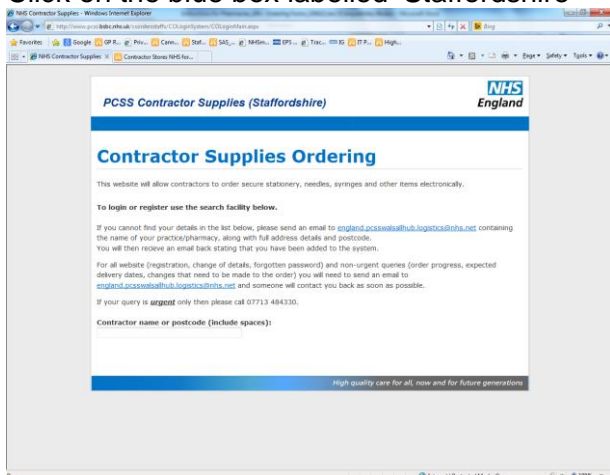 Click on the blue box labelled 'Staffordshire'
NHS Contractor Supplies - Windows Internet Explorer
Bing
Favorites Google
NHS Contractor Supplies Contractor Stores NHS for...
Page Safety Tools
PCSS Contractor Supplies (Staffordshire)
NHS
England
Contractor Supplies Ordering
This website will allow contractors to order secure stationery, needles, syringes and other items electronically.
To login or register use the search facility below.
If you cannot find your details in the list below, please send an email to england.pcsswalsallhub.logistics@nhs.net containing
the name of your practice/pharmacy, along with full address details and postcode.
You will then recieve an email back stating that you have been added to the system.
For all website (registration, change of details, forgotten password) and non-urgent queries (order progress, expected
delivery dates, changes that need to be made to the order) you will need to send an email to
england.pcsswalsallhub.logistics@nhs.net and someone will contact you back as soon as possible.
If your query is urgent only then please call 07713 484330.
Contractor name or postcode (include spaces):
High quality care for all, now and for future generations